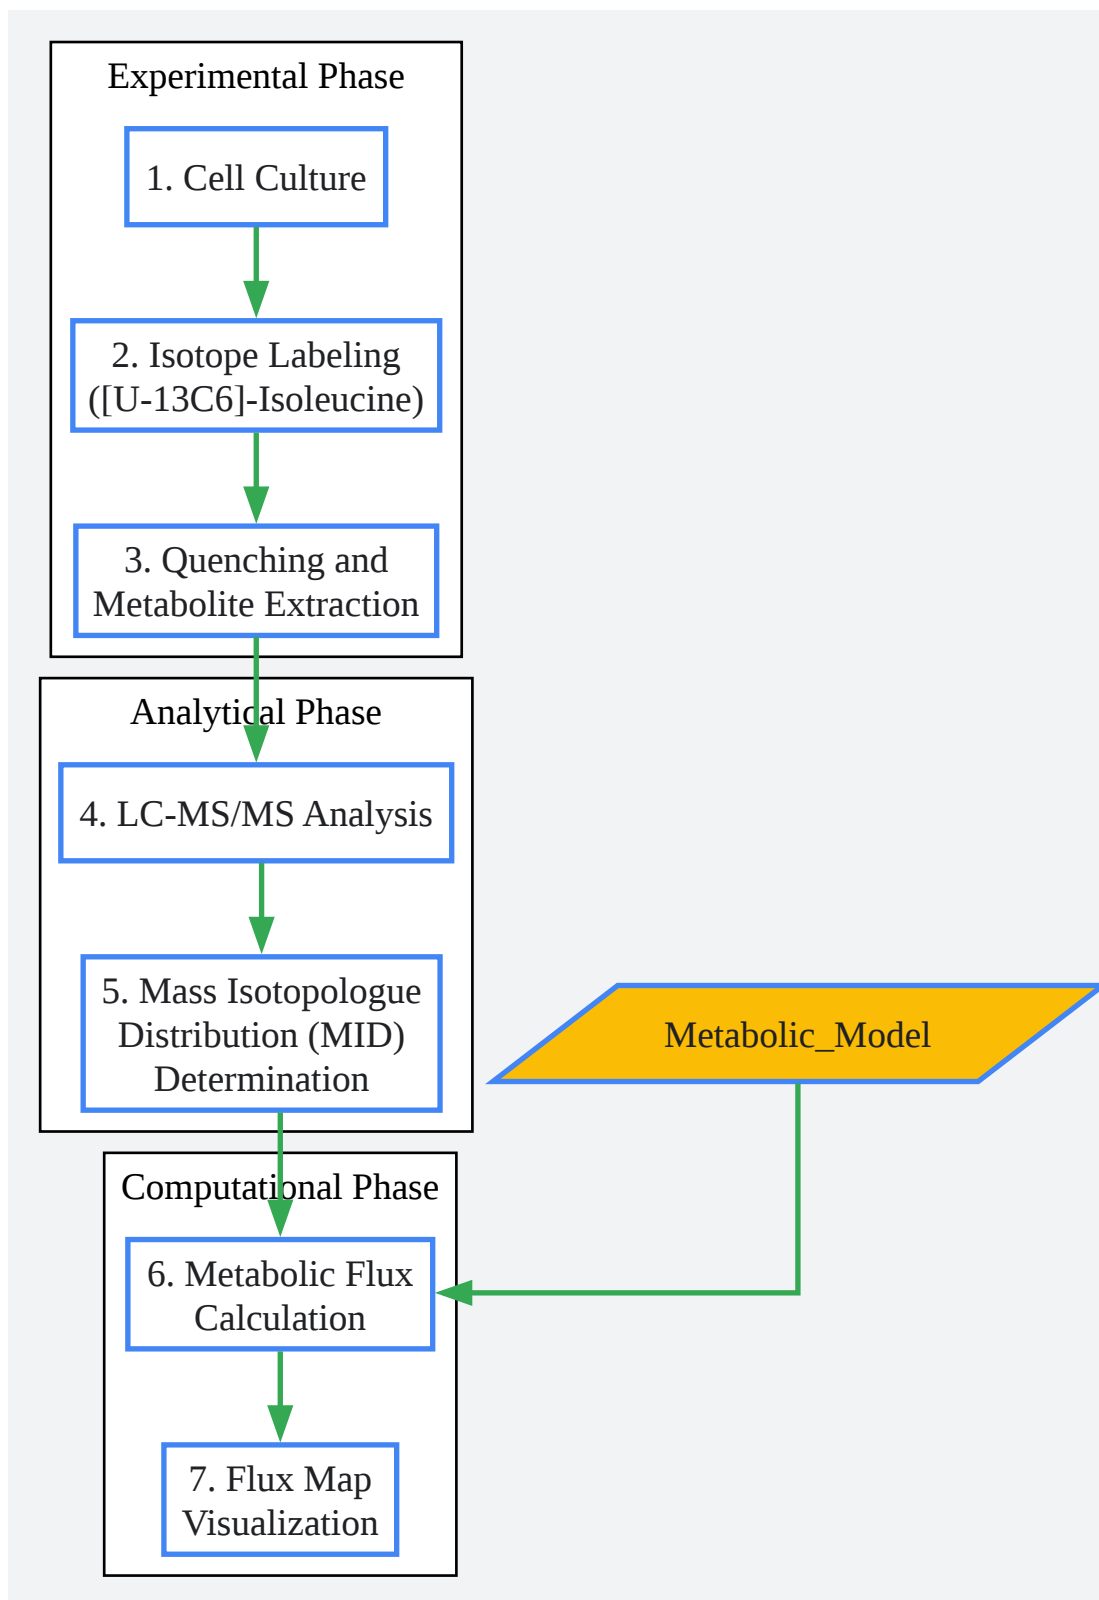 Experimental Phase
1. Cell Culture
2. Isotope Labeling
([U-13C6]-Isoleucine)
3. Quenching and
Metabolite Extraction
Analytical Phase
4. LC-MS/MS Analysis
5. Mass Isotopologue
Distribution (MID)
Determination
Metabolic_Model
Computational Phase
6. Metabolic Flux
Calculation
7. Flux Map
Visualization